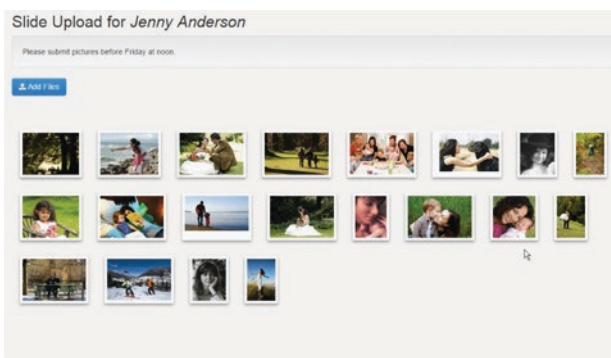 Slide Upload for Jenny Anderson
Please submit pictures before Friday at noon.
Add Files